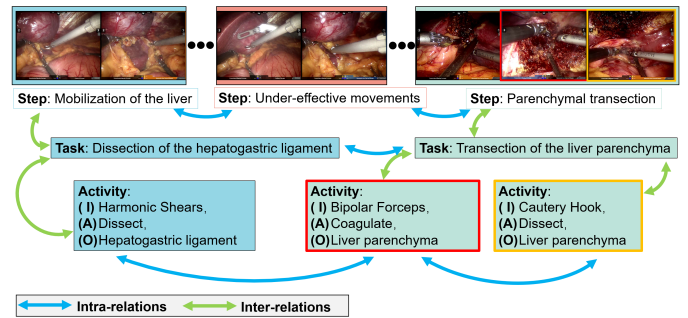 Step: Mobilization of the liver
Step: Under-effective movements
Step: Parenchymal transection
Task: Dissection of the hepatogastric ligament
Task: Transection of the liver parenchyma
Activity:
( I) Harmonic Shears,
(A) Dissect,
(O) Hepatogastric ligament
Activity:
( I) Bipolar Forceps,
(A) Coagulate,
(O) Liver parenchyma
Activity:
( I) Cautery Hook,
(A) Dissect,
(O) Liver parenchyma
Intra-relations
Inter-relations